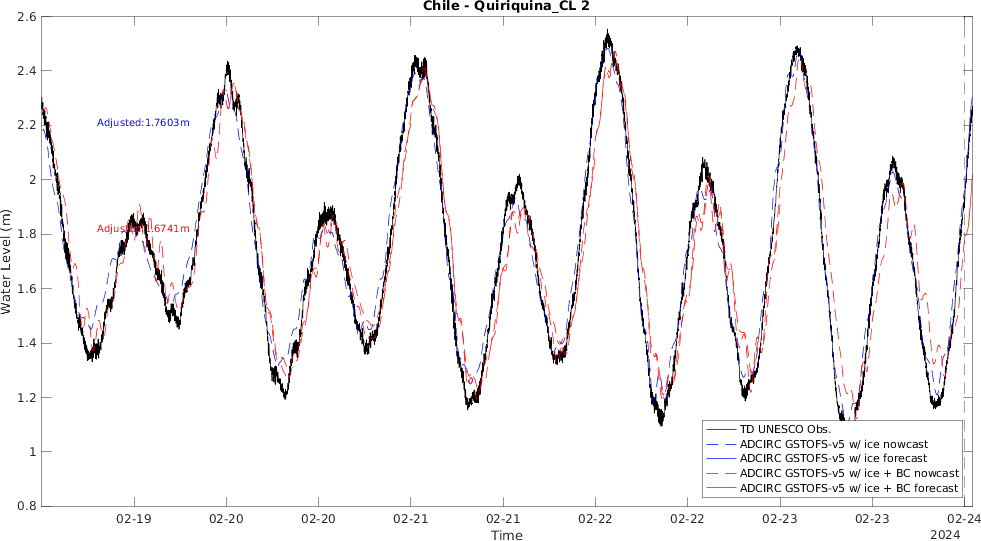 Chile - Quiriquina_CL 2
2.6
2.4
2.2
2
1.8
1.6
1.4
1.2
1
0.8
Water Level (m)
Adjusted:1.7603m
Adjusted:1.6741m
TD UNESCO Obs.
ADCIRC GSTOFS-v5 w/ ice nowcast
ADCIRC GSTOFS-v5 w/ ice forecast
ADCIRC GSTOFS-v5 w/ ice + BC nowcast
ADCIRC GSTOFS-v5 w/ ice + BC forecast
02-19 02-20 02-20 02-21 02-21 02-22 02-22 02-23 02-23 02-24
2024
Time